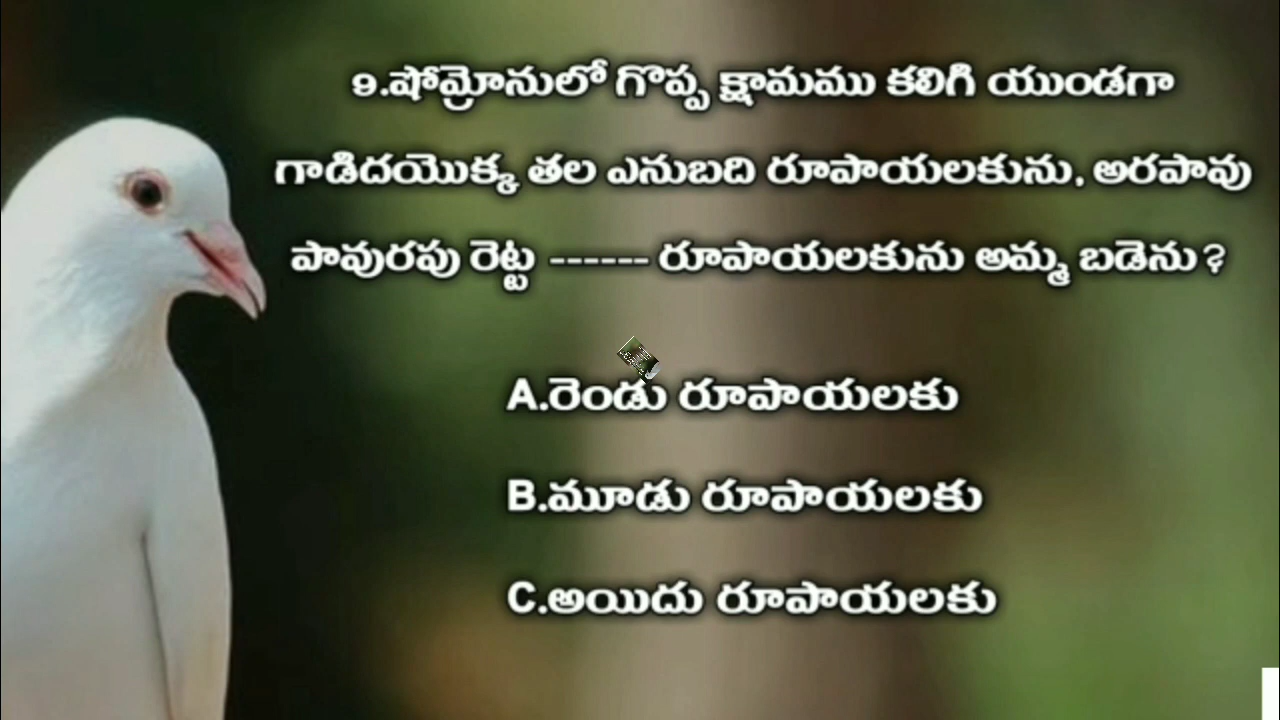 9.షోమ్రోనులో గొప్ప క్షామము కలిగి యుండగా
గాడిదయొక్క తల ఎనుబది రూపాయలకును. అరపావు
పావురపు రెట్ట ------ రూపాయలకును అమ్మ బడెను?
A.రెండు రూపాయలకు
B.మూడు రూపాయలకు
C.అయిదు రూపాయలకు